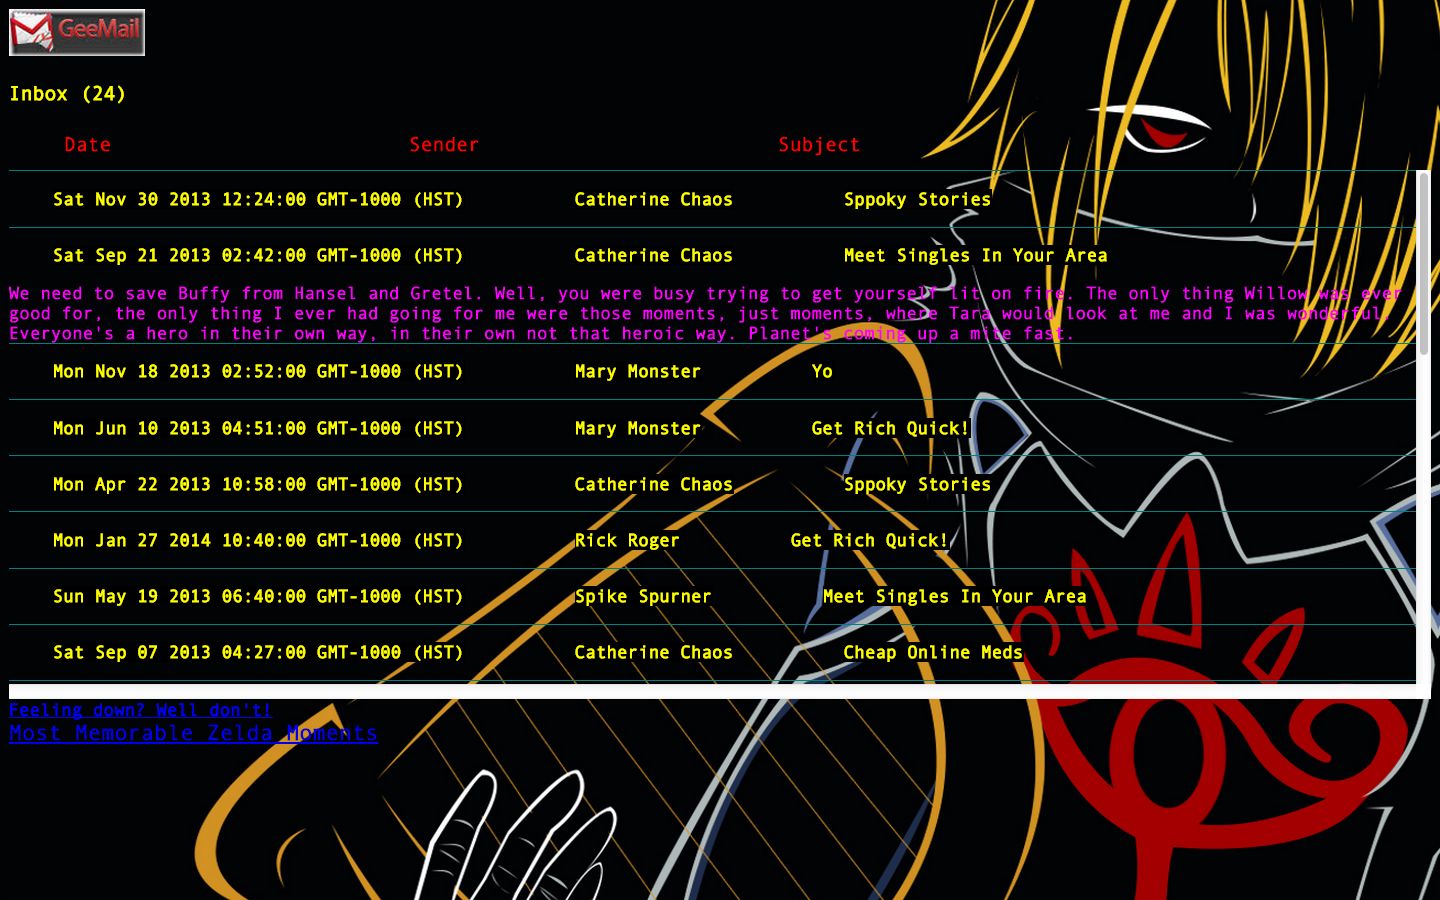 GeeMail
Inbox (24)
Date Sender Subject
Sat Nov 30 2013 12:24:00 GMT-1000 (HST) Catherine Chaos Sppoky Stories
Sat Sep 21 2013 02:42:00 GMT-1000 (HST) Catherine Chaos Meet Singles In Your Area
We need to save Buffy from Hansel and Gretel. Well, you were busy trying to get yourself lit on fire. The only thing Willow was ever
good for, the only thing I ever had going for me were those moments, just moments, where Tara would look at me and I was wonderful.
Everyone's a hero in their own way, in their own not that heroic way. Planet's coming up a mite fast.
Mon Nov 18 2013 02:52:00 GMT-1000 (HST) Mary Monster Yo
Mon Jun 10 2013 04:51:00 GMT-1000 (HST) Mary Monster Get Rich Quick!
Mon Apr 22 2013 10:58:00 GMT-1000 (HST) Catherine Chaos Sppoky Stories
Mon Jan 27 2014 10:40:00 GMT-1000 (HST) Rick Roger Get Rich Quick!
Sun May 19 2013 06:40:00 GMT-1000 (HST) Spike Spurner Meet Singles In Your Area
Sat Sep 07 2013 04:27:00 GMT-1000 (HST) Catherine Chaos Cheap Online Meds
Feeling down? Well don't!
Most Memorable Zelda Moments